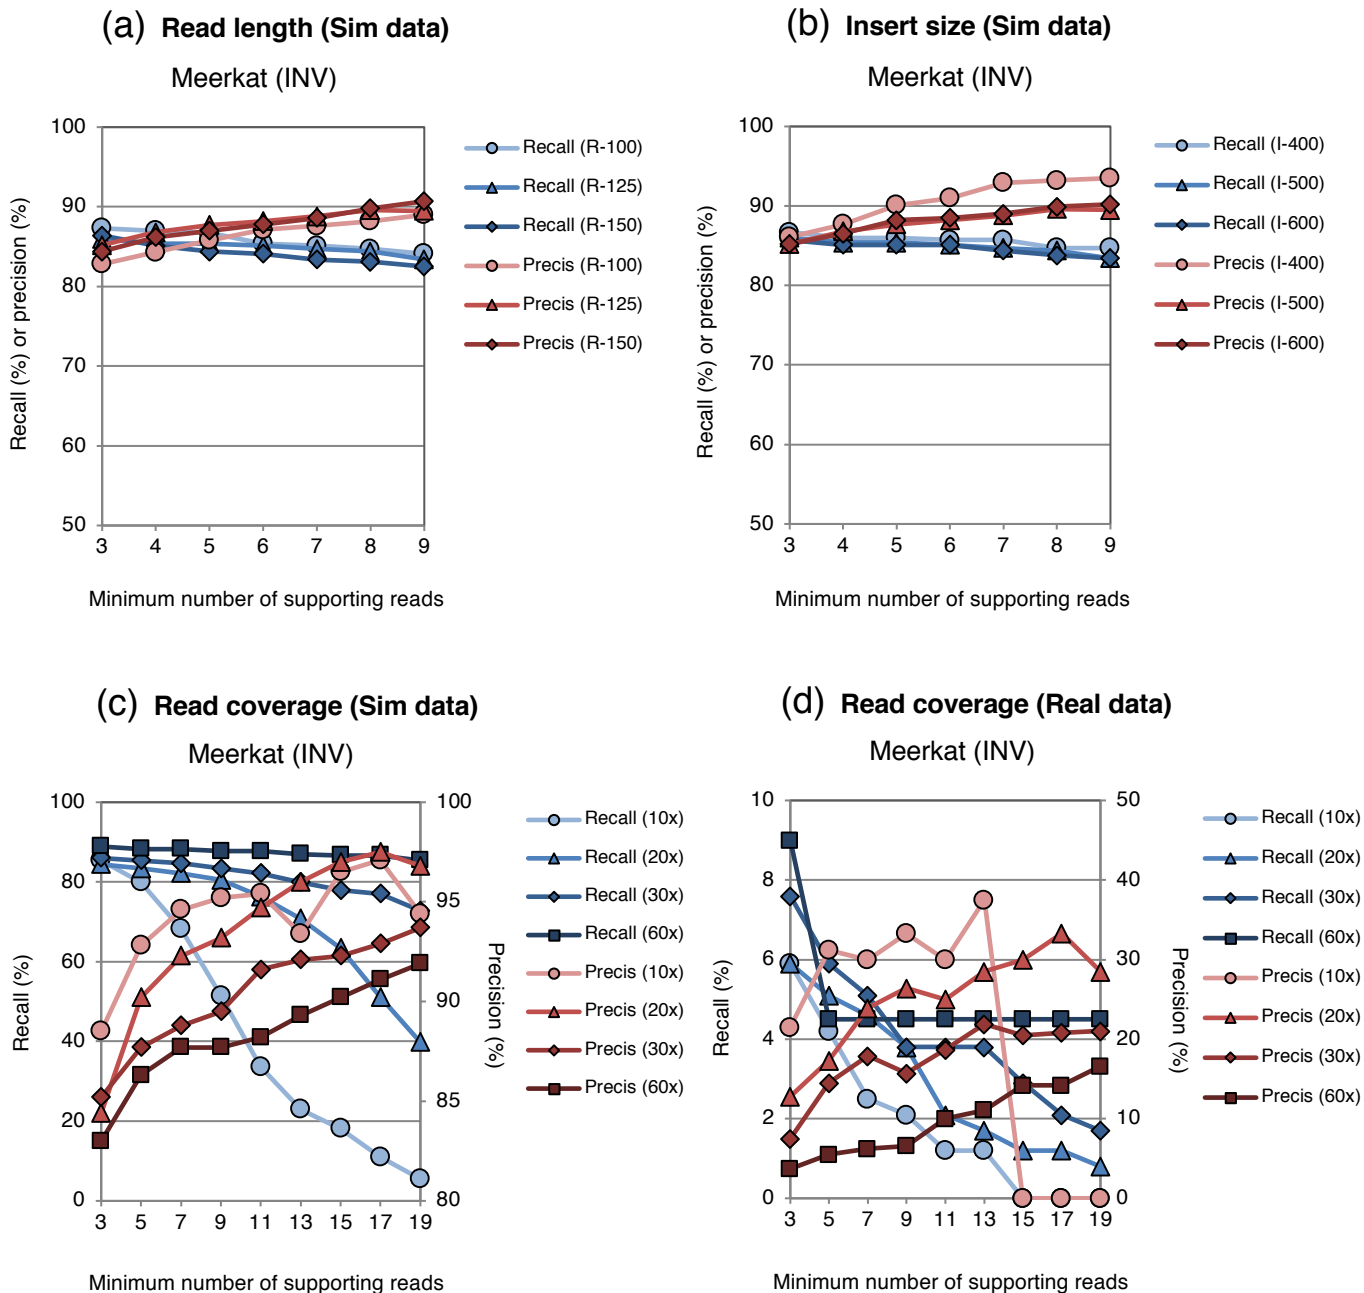 (a) Read length (Sim data)
Meerkat (INV)
Recall (%) or precision (%)
100
90
80
70
60
50
3 4 5 6 7 8 9
Minimum number of supporting reads
Recall (R-100)
Recall (R-125)
Recall (R-150)
Precis (R-100)
Precis (R-125)
Precis (R-150)
(b) Insert size (Sim data)
Meerkat (INV)
Recall (%) or precision (%)
100
90
80
70
60
50
3 4 5 6 7 8 9
Minimum number of supporting reads
Recall (I-400)
Recall (I-500)
Recall (I-600)
Precis (I-400)
Precis (I-500)
Precis (I-600)
(c) Read coverage (Sim data)
Meerkat (INV)
Recall (%)
100
80
60
40
20
0
3 5 7 9 11 13 15 17 19
100
95
90
85
80
Precision (%)
Minimum number of supporting reads
Recall (10x)
Recall (20x)
Recall (30x)
Recall (60x)
Precis (10x)
Precis (20x)
Precis (30x)
Precis (60x)
(d) Read coverage (Real data)
Meerkat (INV)
Recall (%)
10
8
6
4
2
0
3 5 7 9 11 13 15 17 19
50
40
30
20
10
0
Precision (%)
Minimum number of supporting reads
Recall (10x)
Recall (20x)
Recall (30x)
Recall (60x)
Precis (10x)
Precis (20x)
Precis (30x)
Precis (60x)